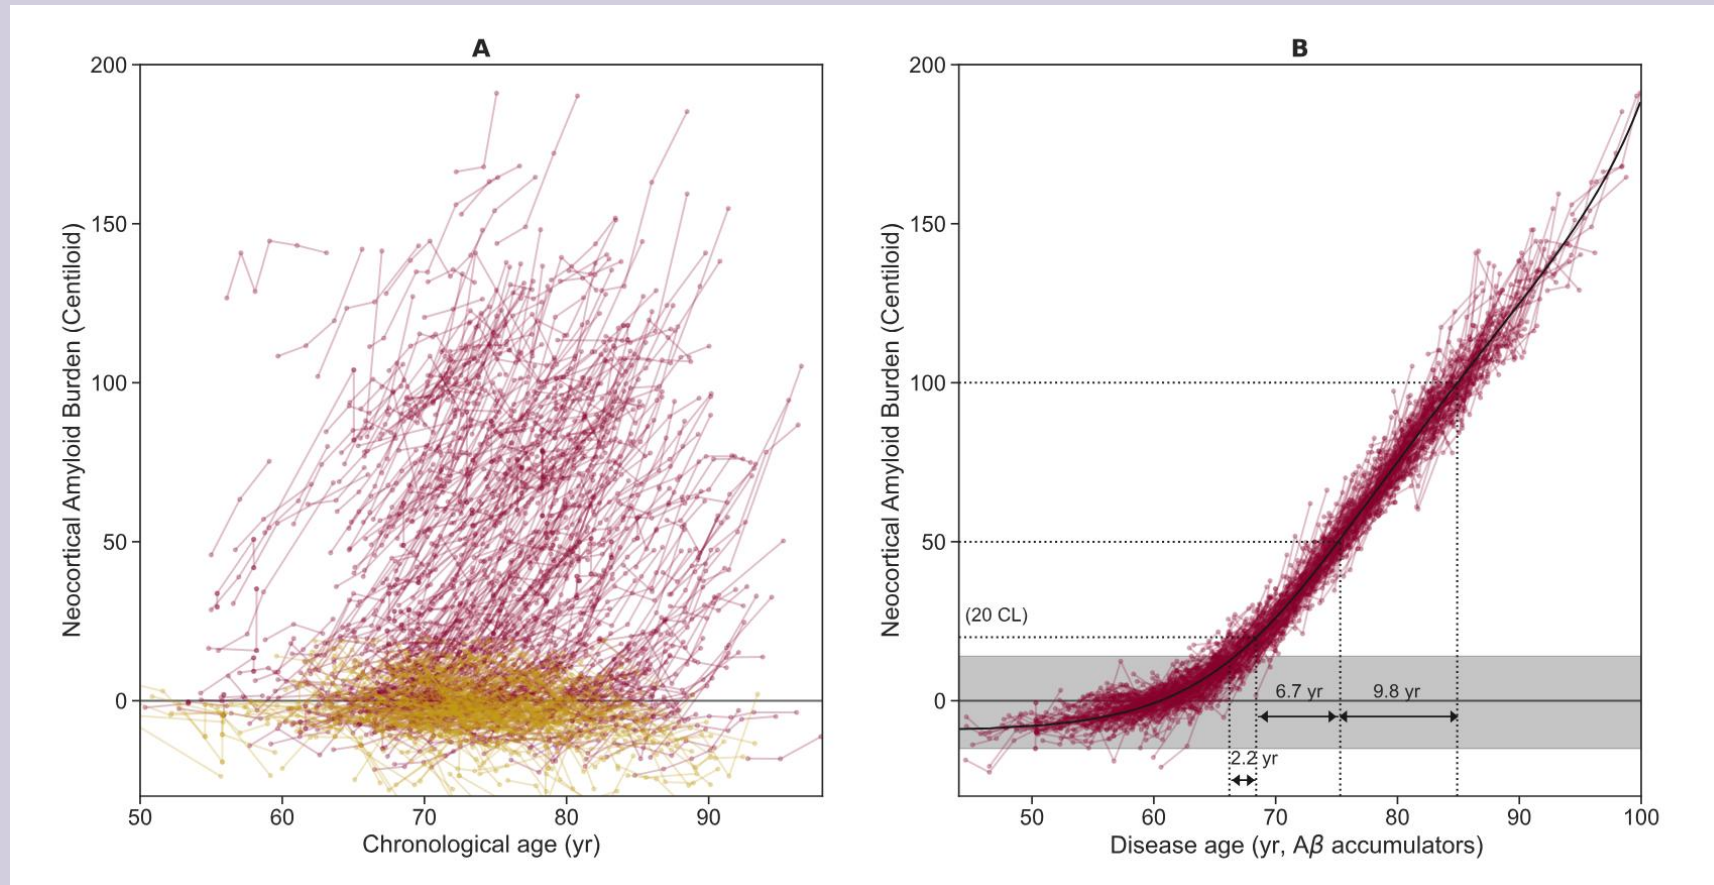 A
Neocortical Amyloid Burden (Centiloid)
200
150
100
50
0
50 60 70 80 90
Chronological age (yr)
B
Neocortical Amyloid Burden (Centiloid)
200
150
100
50
(20 CL)
0
6.7 yr 9.8 yr
2.2 yr
50 60 70 80 90 100
Disease age (yr, Aβ accumulators)